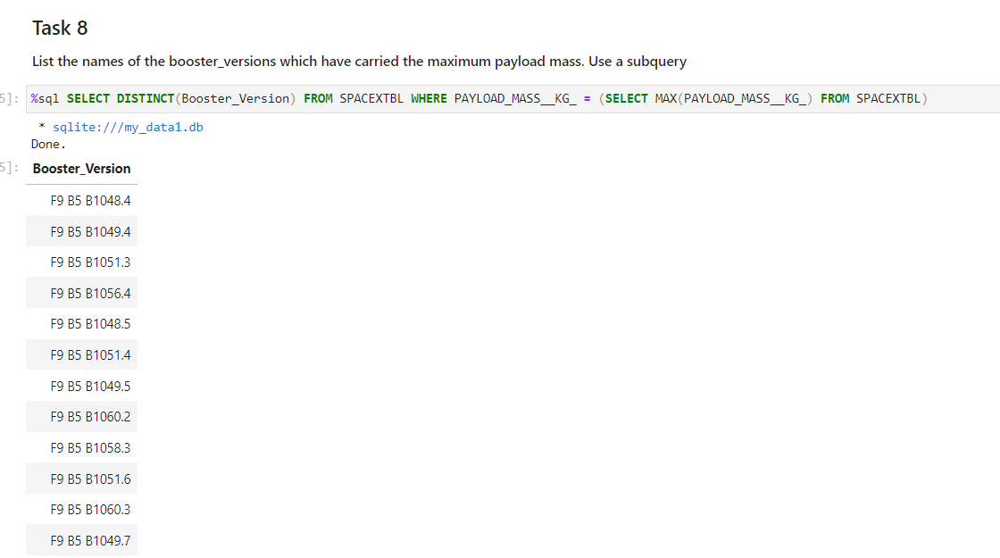 Task 8
List the names of the booster_versions which have carried the maximum payload mass. Use a subquery
5]: %sql SELECT DISTINCT(Booster_Version) FROM SPACEXTBL WHERE PAYLOAD_MASS__KG_ = (SELECT MAX(PAYLOAD_MASS__KG_) FROM SPACEXTBL)
* sqlite:///my_data1.db
Done.
5]: Booster_Version
F9 B5 B1048.4
F9 B5 B1049.4
F9 B5 B1051.3
F9 B5 B1056.4
F9 B5 B1048.5
F9 B5 B1051.4
F9 B5 B1049.5
F9 B5 B1060.2
F9 B5 B1058.3
F9 B5 B1051.6
F9 B5 B1060.3
F9 B5 B1049.7